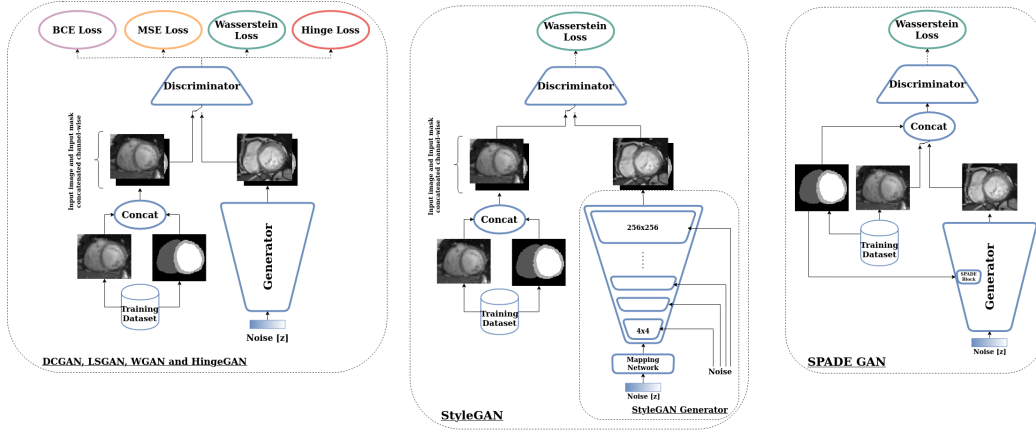 BCE Loss
MSE Loss
Wasserstein
Loss
Hinge Loss
Discriminator
Input image and Input mask
concatenated channel-wise
Concat
Training
Dataset
Generator
Noise [z]
DCGAN, LSGAN, WGAN and HingeGAN
Wasserstein
Loss
Discriminator
Input image and Input mask
concatenated channel-wise
Concat
Training
Dataset
256x256
4x4
Mapping
Network
Noise
Noise [z]
StyleGAN Generator
StyleGAN
Wasserstein
Loss
Discriminator
Concat
Training
Dataset
SPADE
Block
Generator
Noise [z]
SPADE GAN